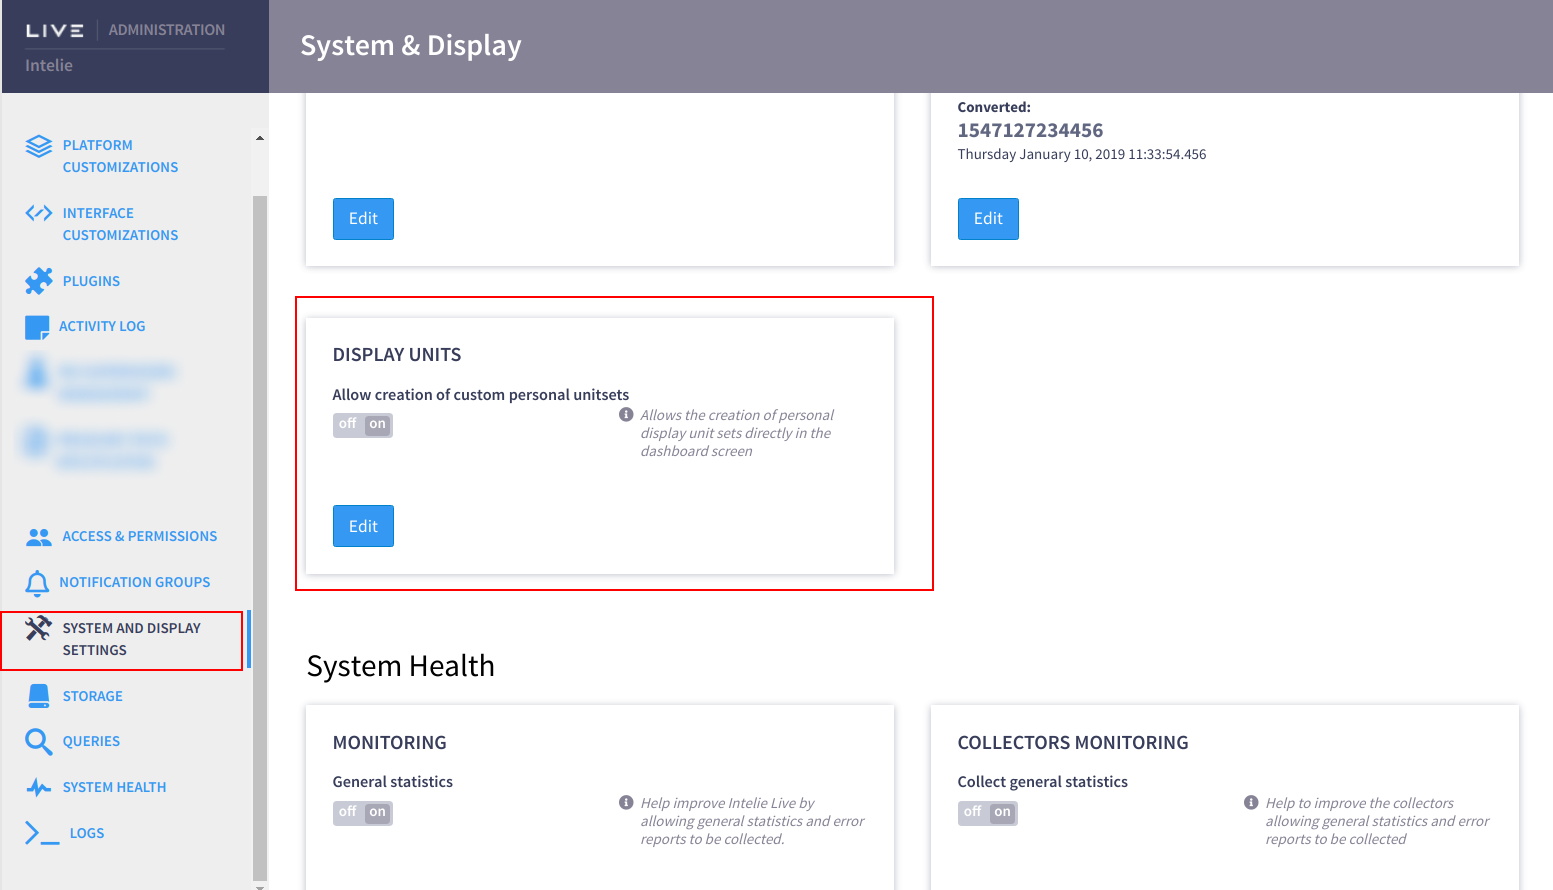 LIVE ADMINISTRATION
Intelie
System & Display
PLATFORM
CUSTOMIZATIONS
INTERFACE
CUSTOMIZATIONS
PLUGINS
ACTIVITY LOG
ACCESS & PERMISSIONS
NOTIFICATION GROUPS
SYSTEM AND DISPLAY
SETTINGS
STORAGE
QUERIES
SYSTEM HEALTH
LOGS
Edit
Converted:
1547127234456
Thursday January 10, 2019 11:33:54.456
Edit
DISPLAY UNITS
Allow creation of custom personal unitsets
off on
Allows the creation of personal
display unit sets directly in the
dashboard screen
Edit
System Health
MONITORING
General statistics
off on
Help improve Intelie Live by
allowing general statistics and error
reports to be collected.
COLLECTORS MONITORING
Collect general statistics
off on
Help to improve the collectors
allowing general statistics and error
reports to be collected